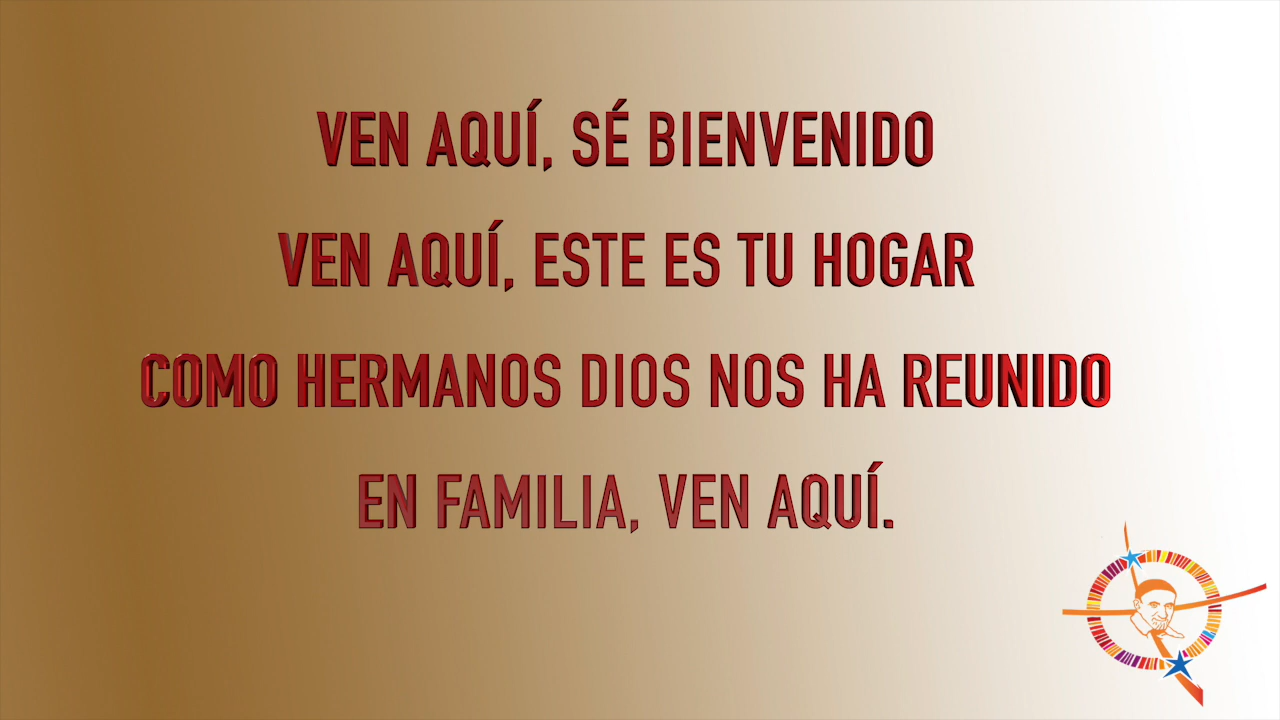 VEN AQUÍ, SÉ BIENVENIDO
VEN AQUÍ, ESTE ES TU HOGAR
COMO HERMANOS DIOS NOS HA REUNIDO
EN FAMILIA, VEN AQUÍ.